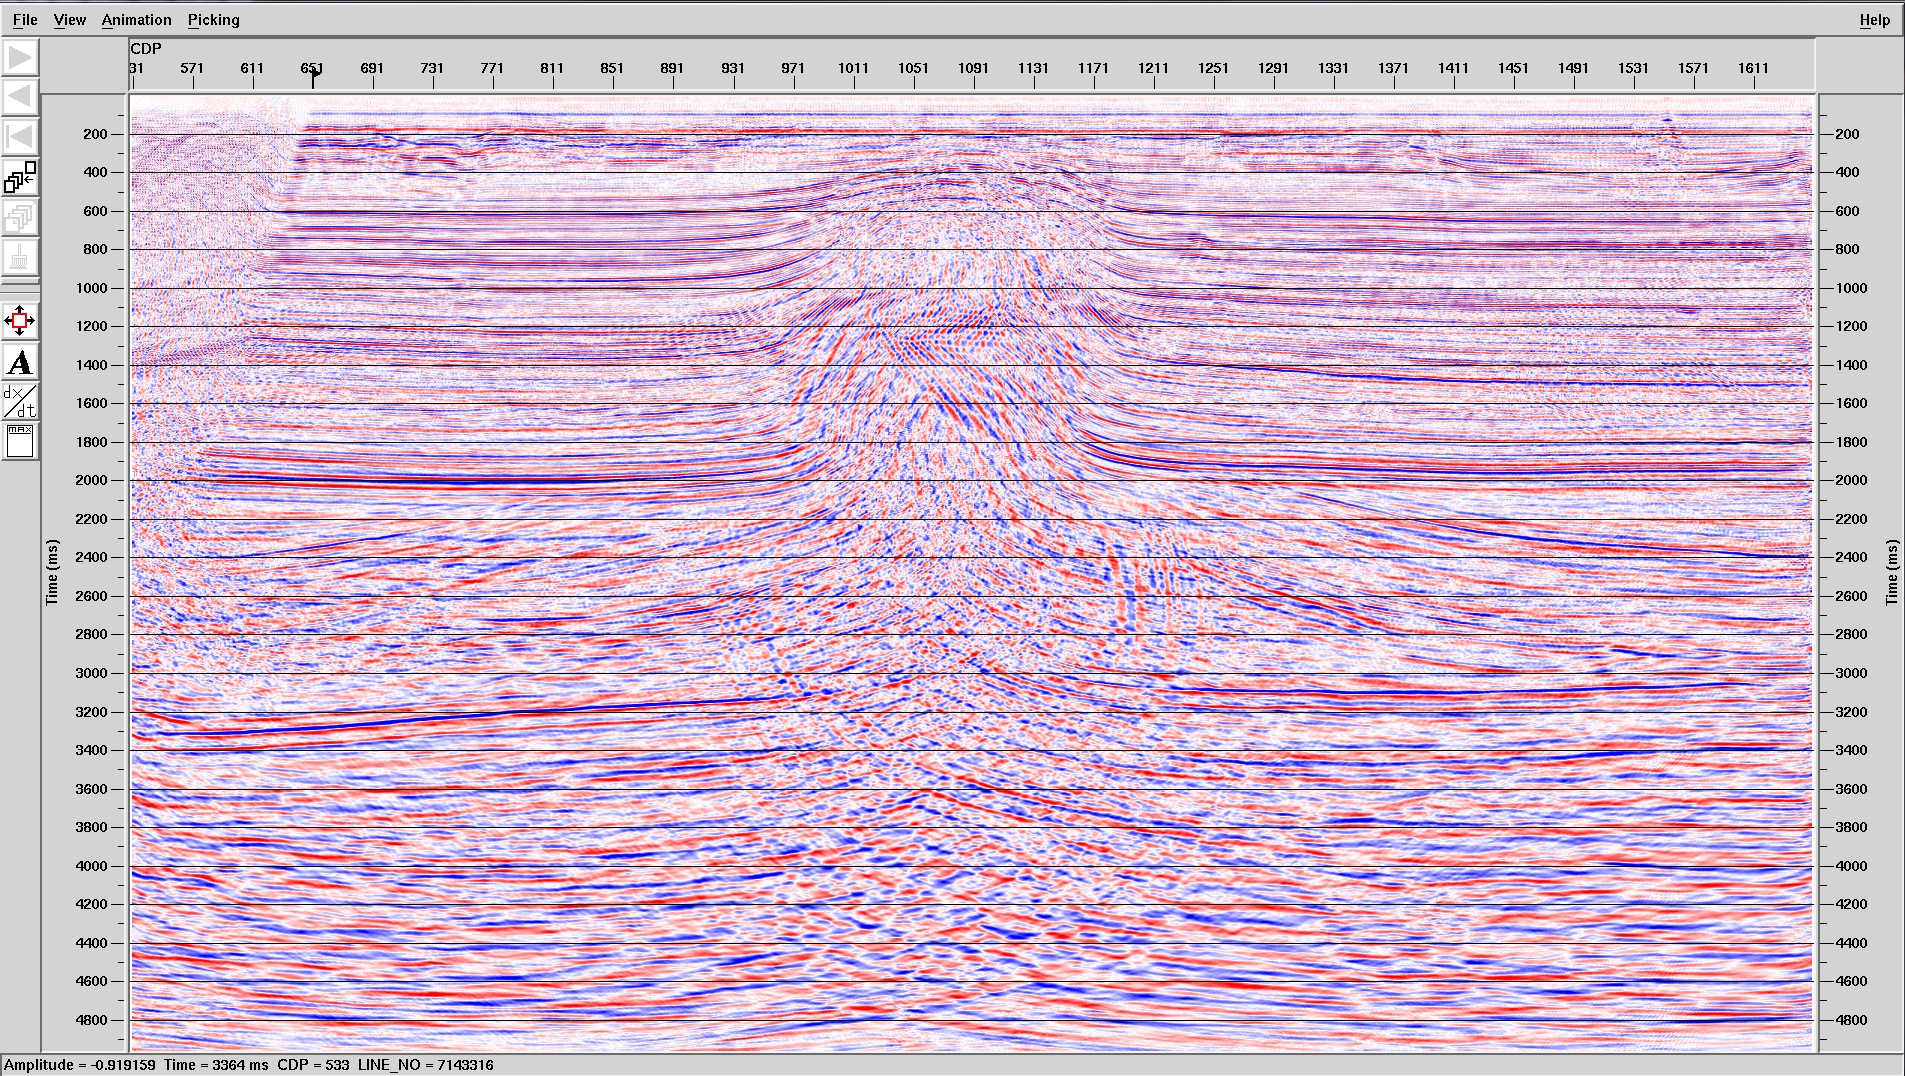 File View Animation Picking Help
CDP
31 571 611 651 691 731 771 811 851 891 931 971 1011 1051 1091 1131 1171 1211 1251 1291 1331 1371 1411 1451 1491 1531 1571 1611
200 200
400 400
600 600
800 800
1000 1000
1200 1200
1400 1400
1600 1600
1800 1800
2000 2000
2200 2200
2400 2400
2600 2600
2800 2800
3000 3000
3200 3200
3400 3400
3600 3600
3800 3800
4000 4000
4200 4200
4400 4400
4600 4600
4800 4800
Time (ms)
Time (ms)
A
dx/dt
MAX
Amplitude = -0.919159 Time = 3364 ms CDP = 533 LINE_NO = 7143316